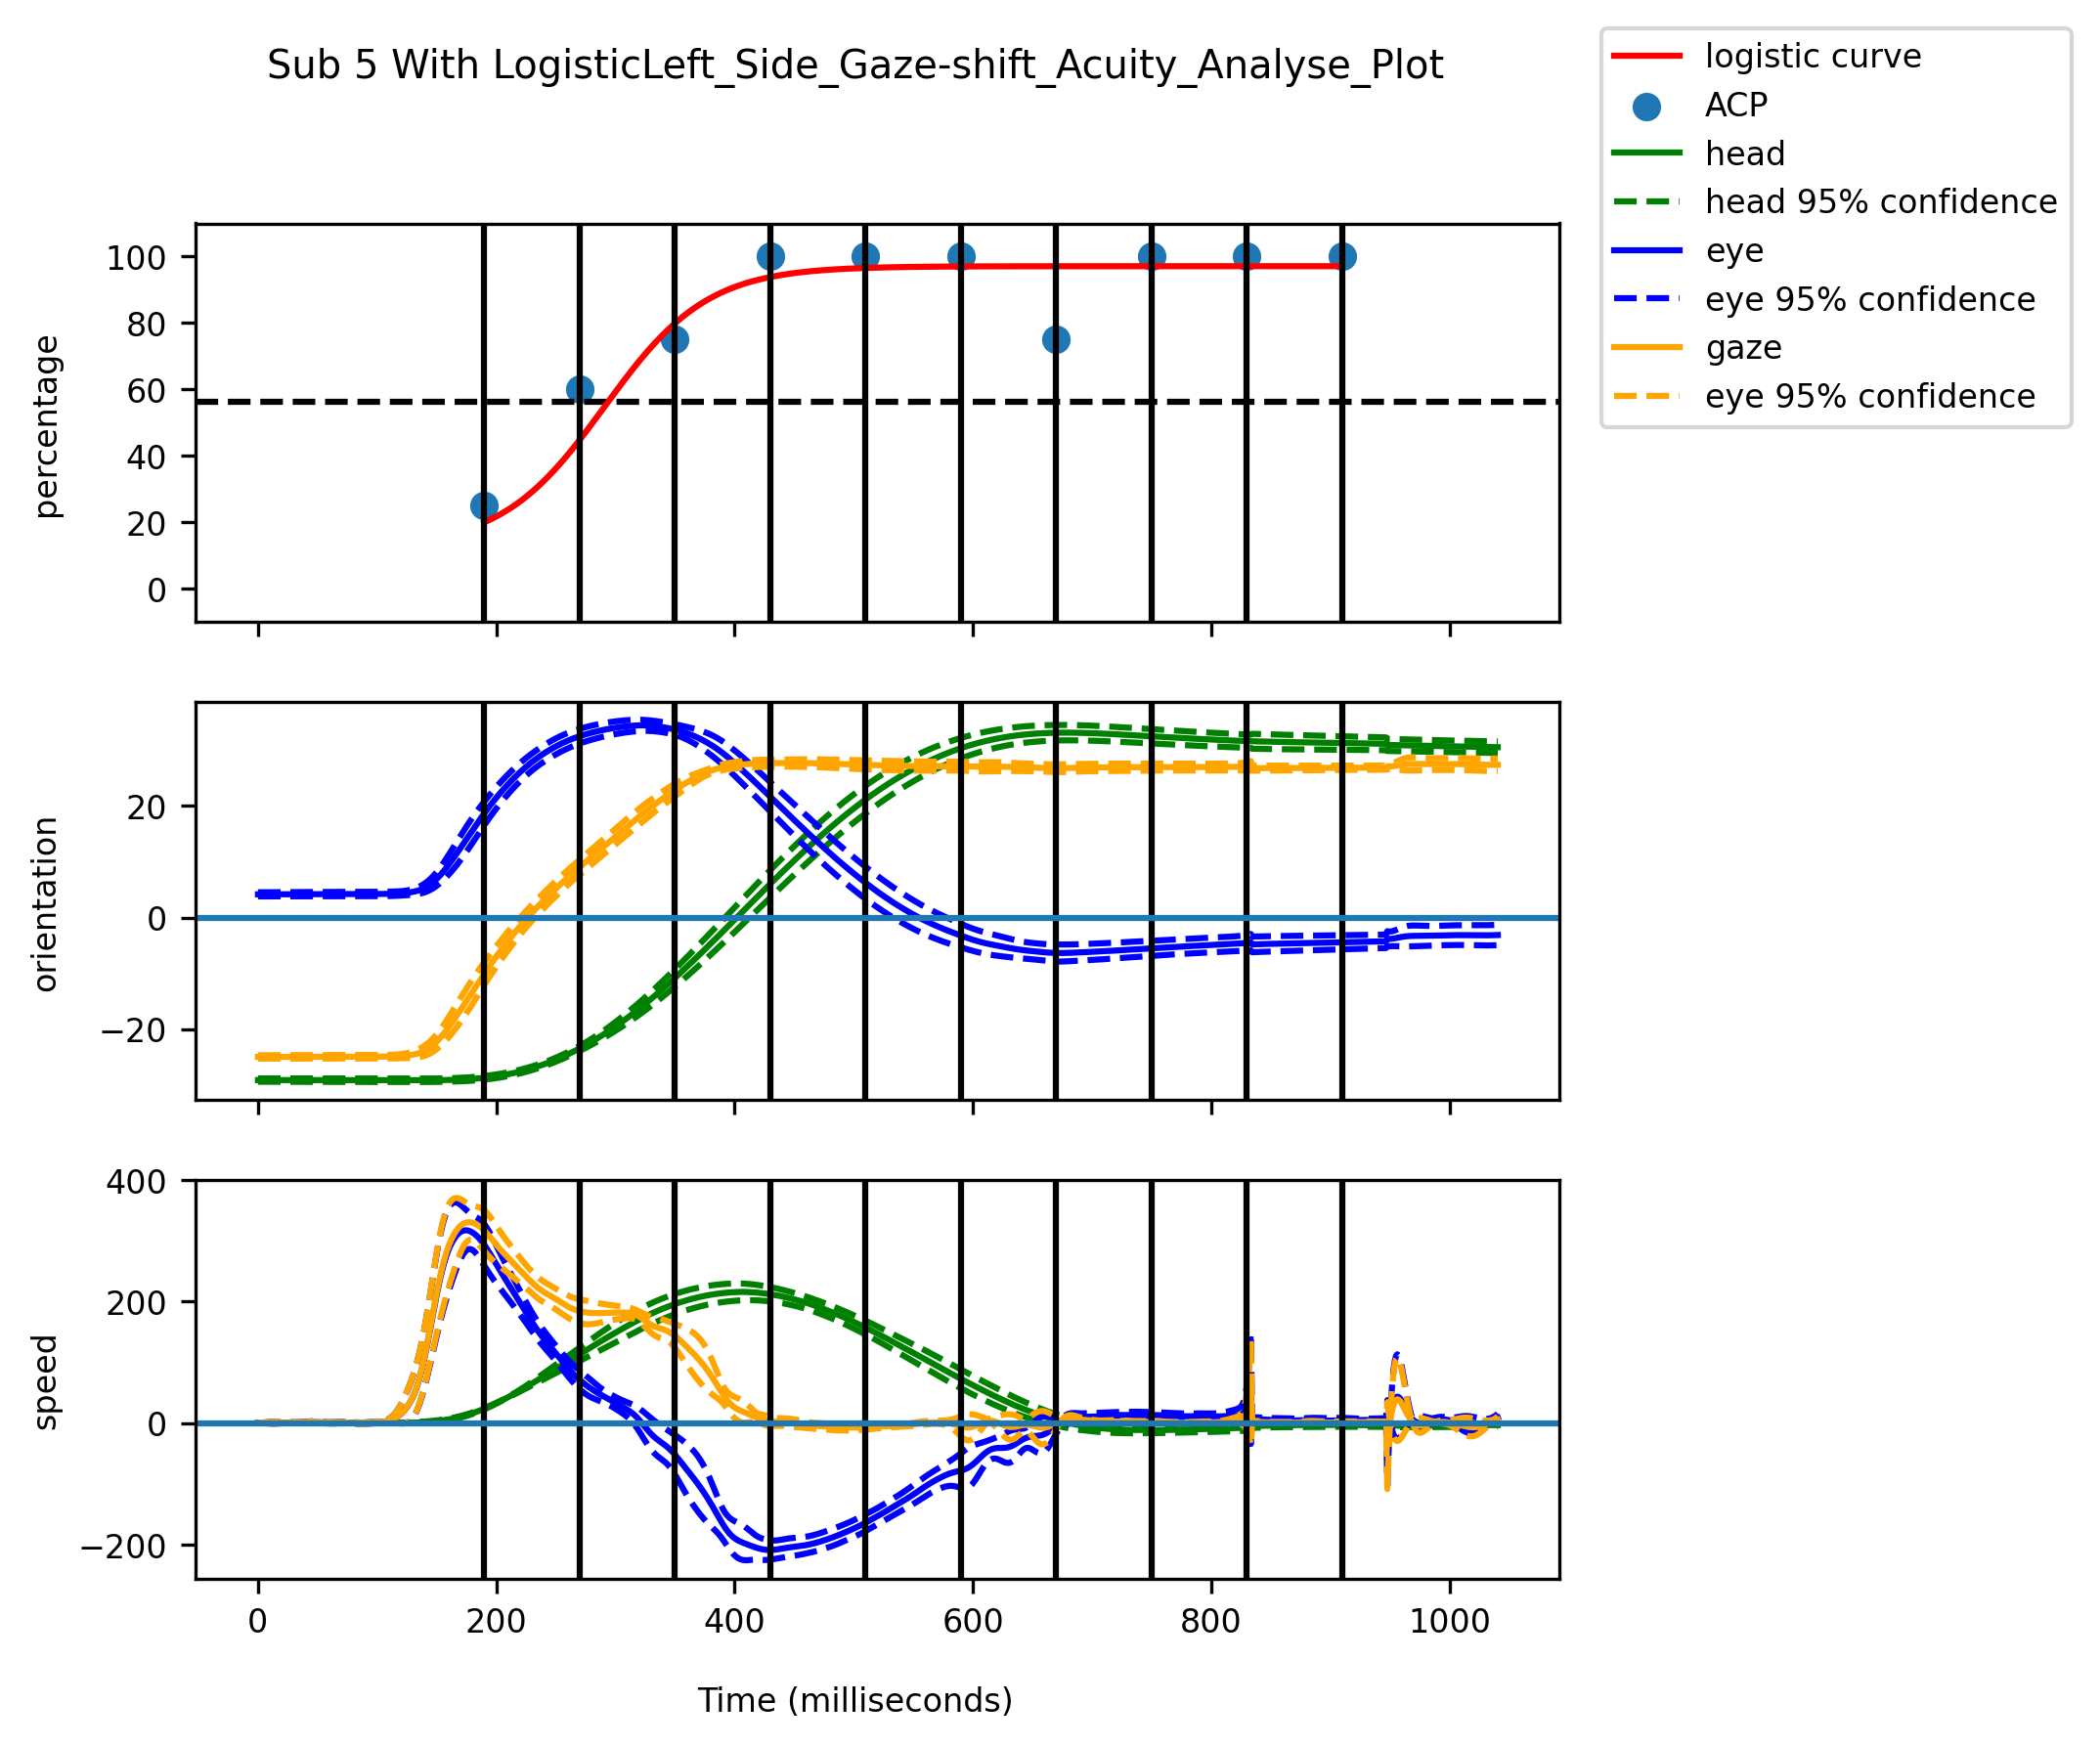 Sub 5 With LogisticLeft_Side_Gaze-shift_Acuity_Analyse_Plot
logistic curve
ACP
head
head 95% confidence
eye
eye 95% confidence
gaze
eye 95% confidence
percentage
100
80
60
40
20
0
orientation
20
0
−20
speed
400
200
0
−200
0 200 400 600 800 1000
Time (milliseconds)